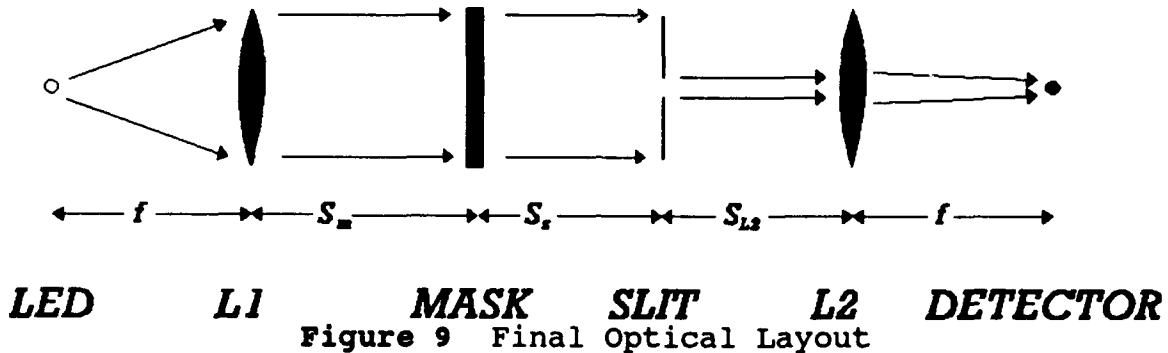 f S_m S_s S_L2 f
LED L1 MASK SLIT L2 DETECTOR
Figure 9 Final Optical Layout